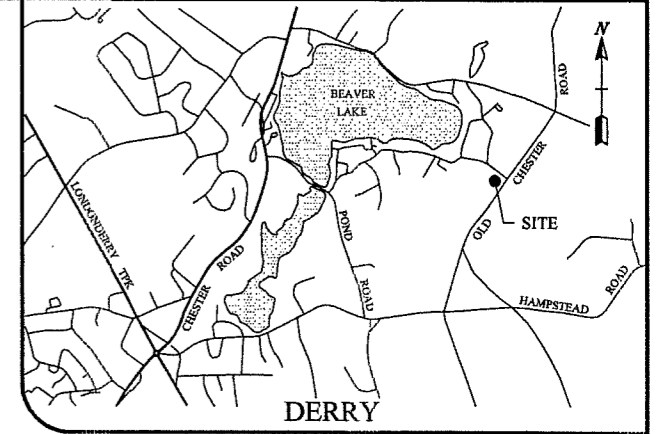 N
BEAVER
LAKE
ROAD
OLD CHESTER
SITE
LONDONDERRY TPK
CHESTER ROAD
POND ROAD
HAMPSTEAD ROAD
DERRY